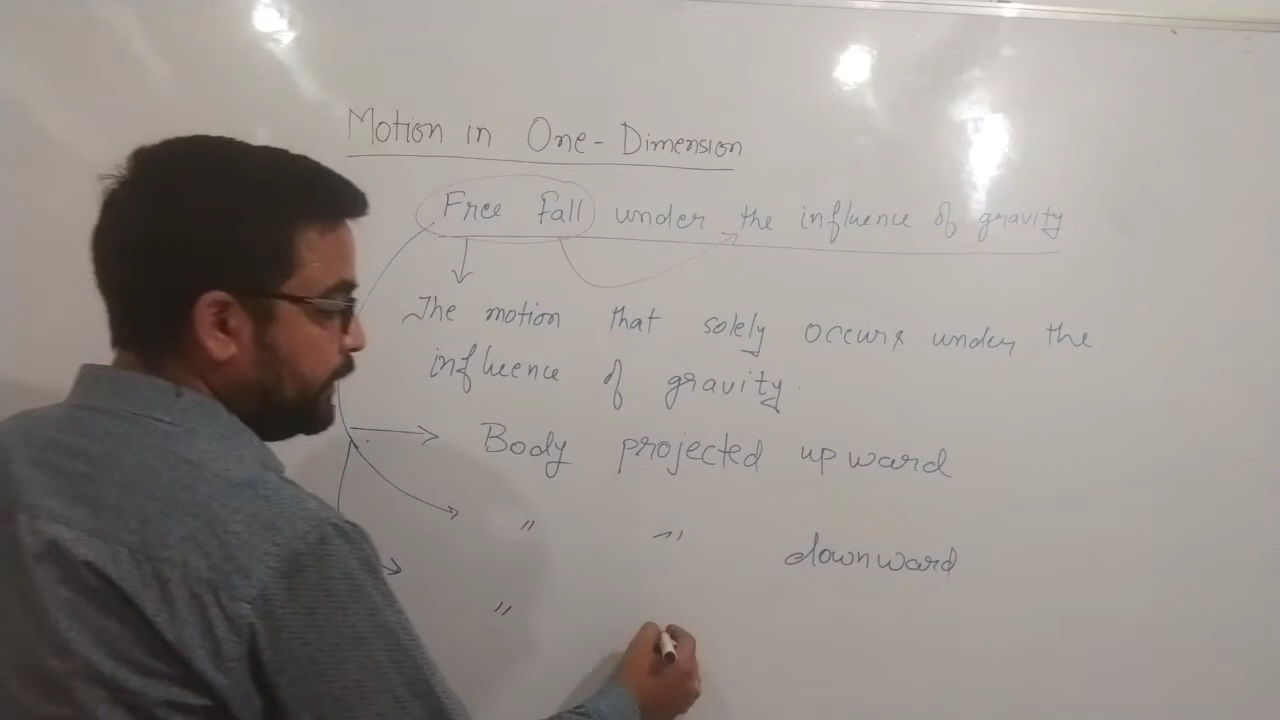 Motion in One-Dimension
Free fall under the influence of gravity
The motion that solely occurs under the
influence of gravity.
Body projected upward
" " downward
"